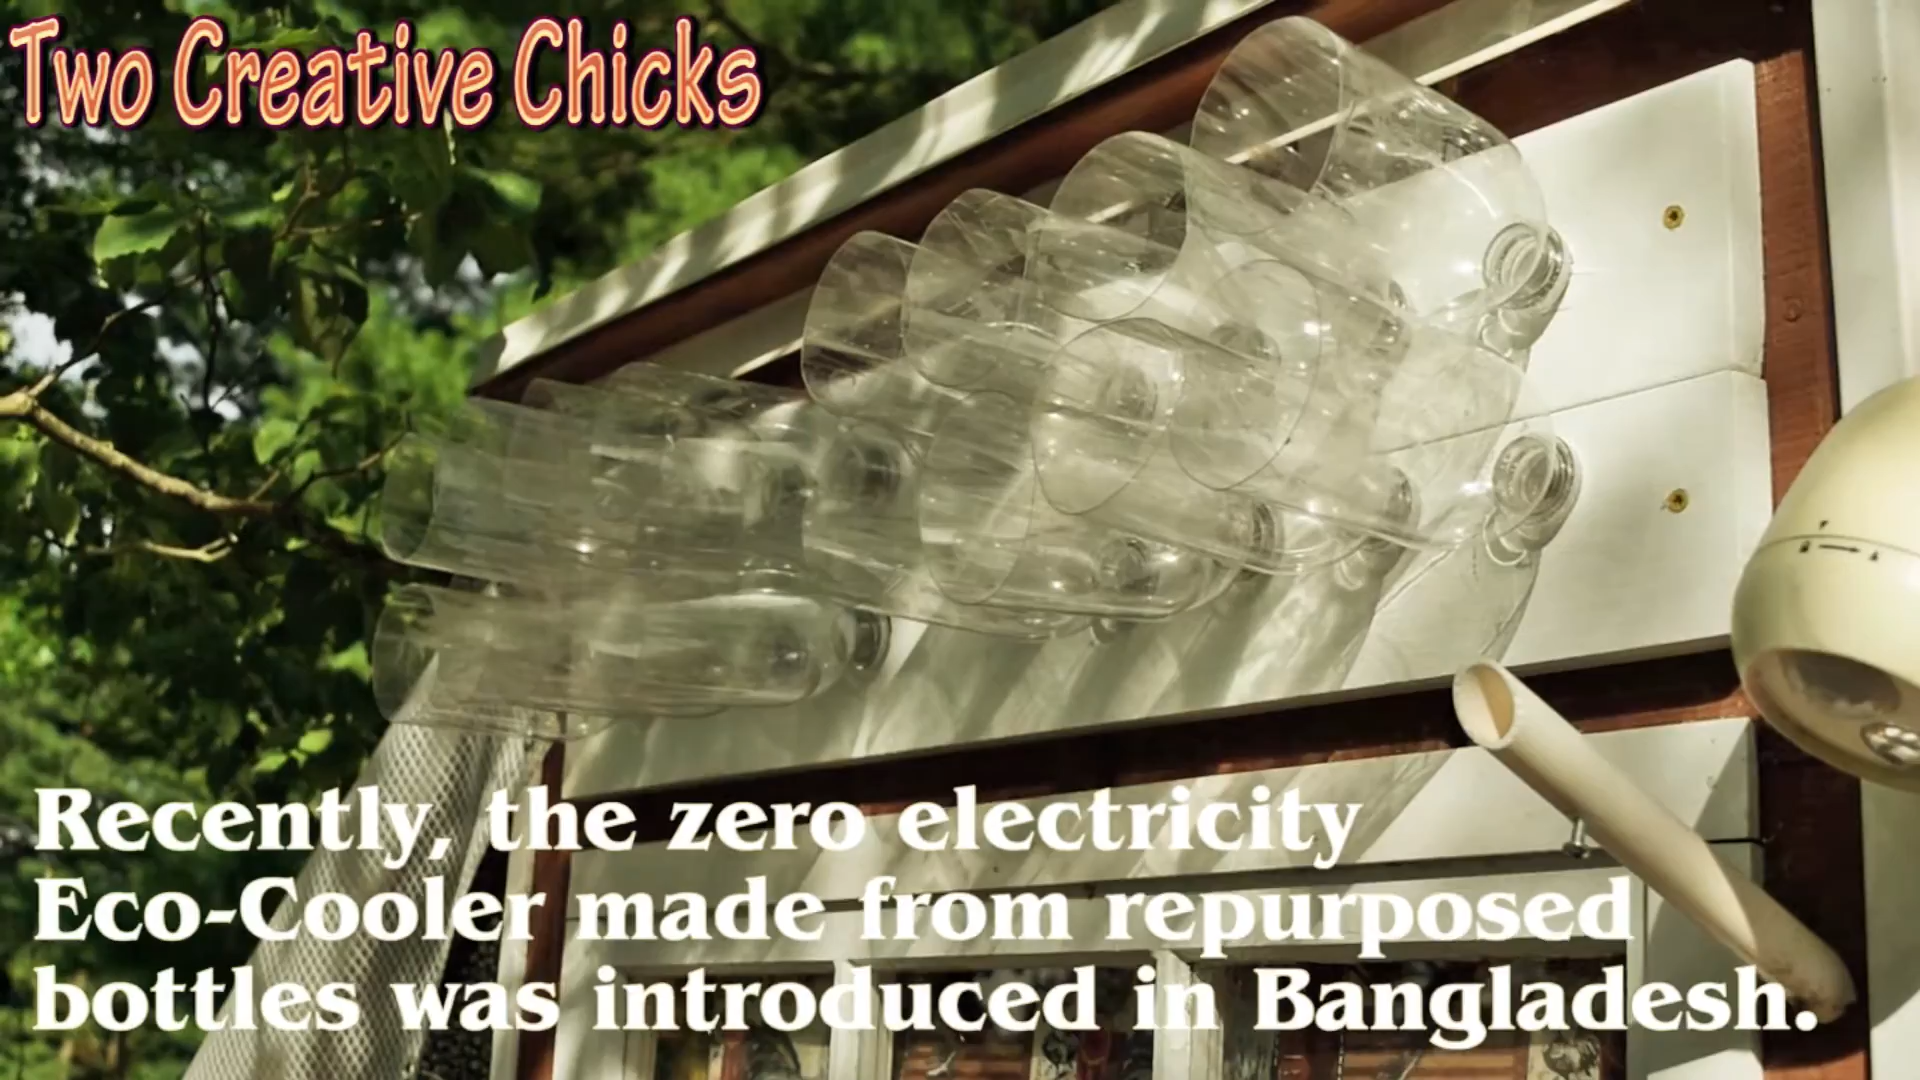 Two Creative Chicks
Recently, the zero electricity
Eco-Cooler made from repurposed
bottles was introduced in Bangladesh.